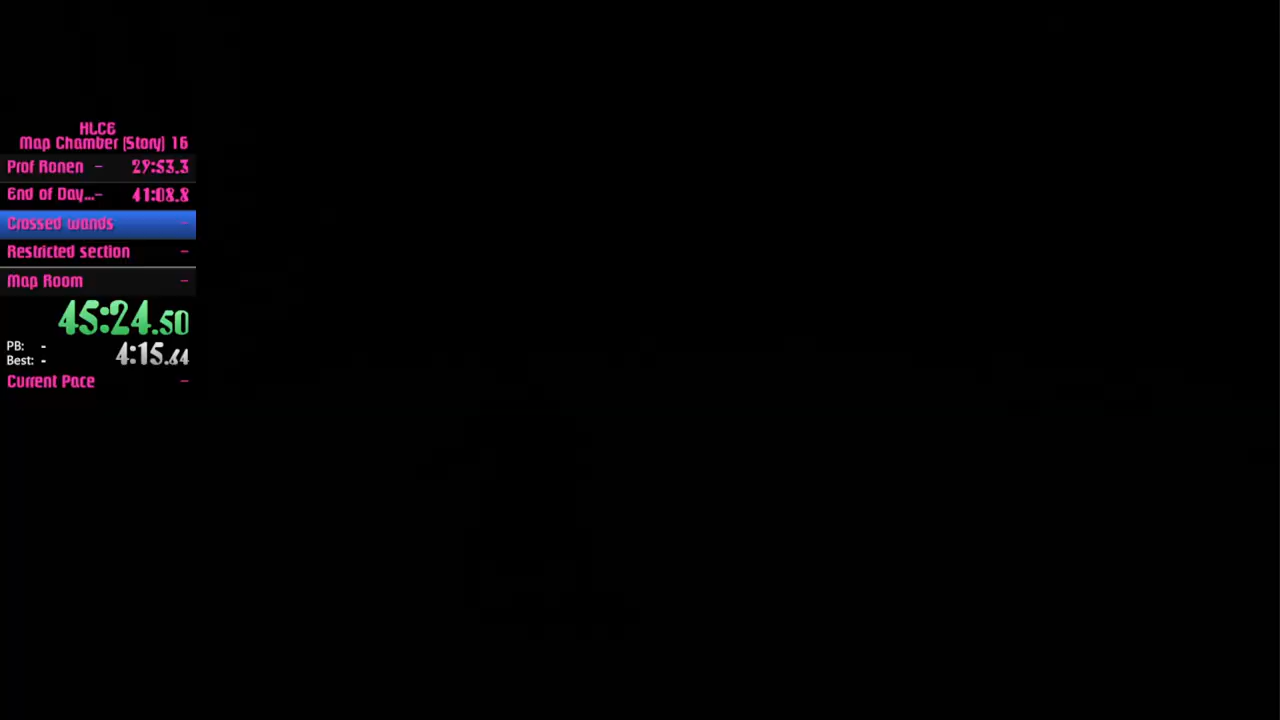 HLCE
Map Chamber (Story) 16
Prof Ronen - 29:53.3
End of Day...- 41:08.8
Crossed wands -
Restricted section -
Map Room -
45:24.50
PB: -
4:15.64
Best: -
Current Pace -